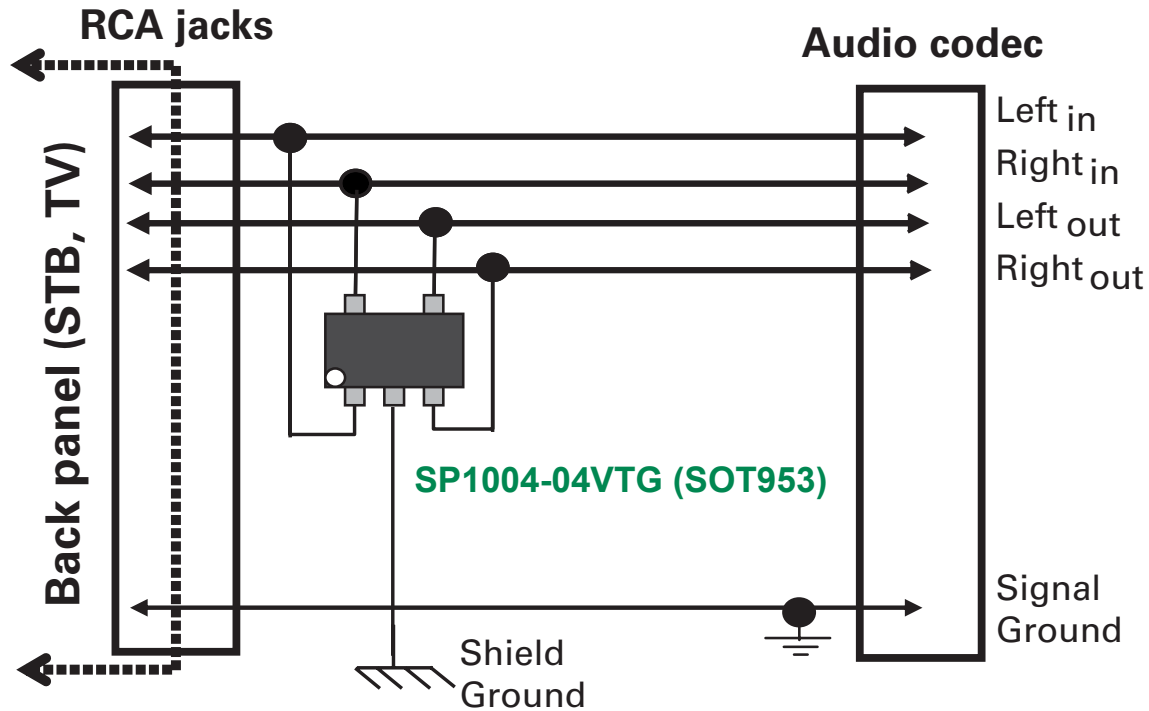 RCA jacks
Audio codec
Back panel (STB, TV)
Left in
Right in
Left out
Right out
SP1004-04VTG (SOT953)
Signal
Ground
Shield
Ground